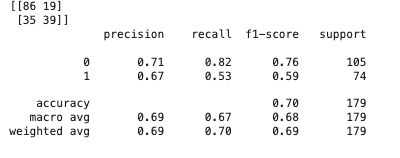 [[86 19]
[35 39]]
precision recall f1-score support
0 0.71 0.82 0.76 105
1 0.67 0.53 0.59 74
accuracy 0.70 179
macro avg 0.69 0.67 0.68 179
weighted avg 0.69 0.70 0.69 179